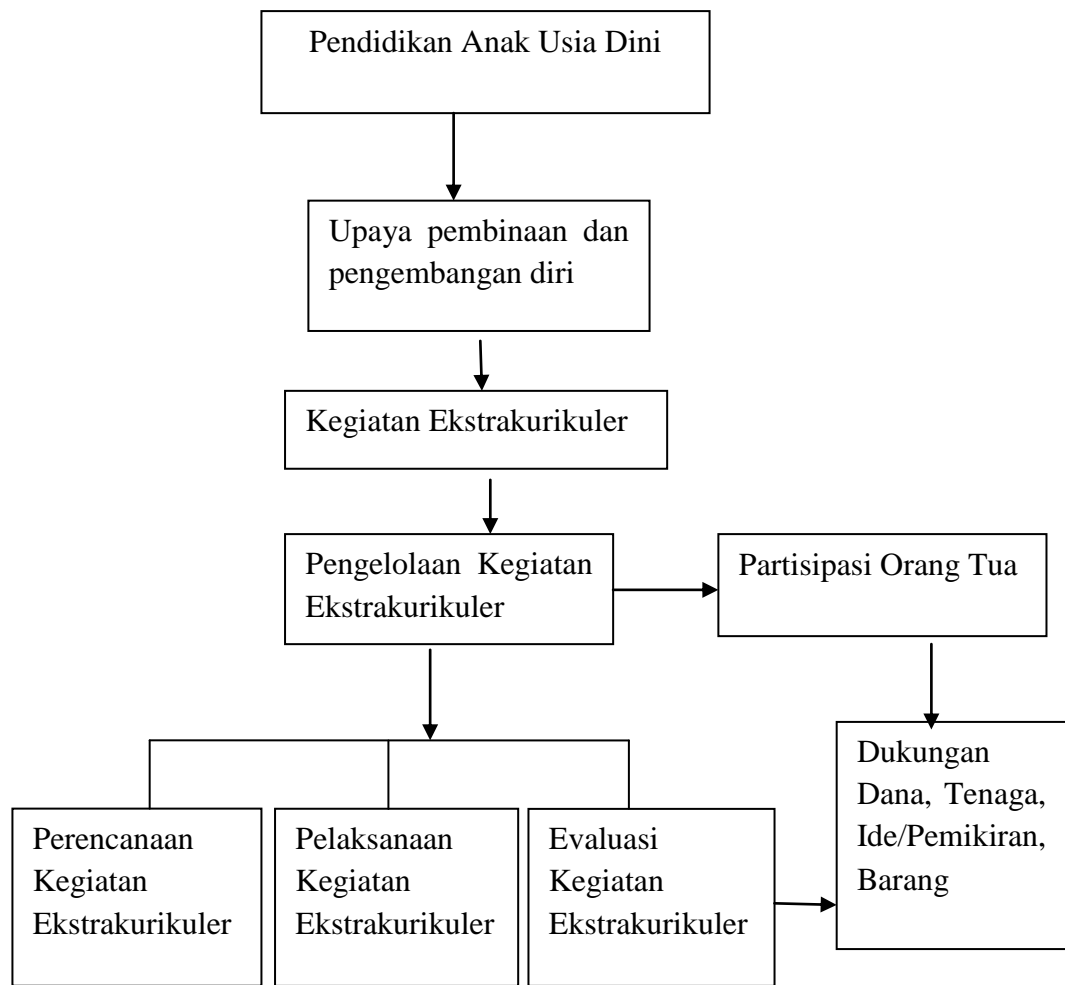 Pendidikan Anak Usia Dini
Upaya pembinaan dan
pengembangan diri
Kegiatan Ekstrakurikuler
Pengelolaan Kegiatan
Ekstrakurikuler
Partisipasi Orang Tua
Dukungan
Dana, Tenaga,
Ide/Pemikiran,
Barang
Perencanaan
Kegiatan
Ekstrakurikuler
Pelaksanaan
Kegiatan
Ekstrakurikuler
Evaluasi
Kegiatan
Ekstrakurikuler